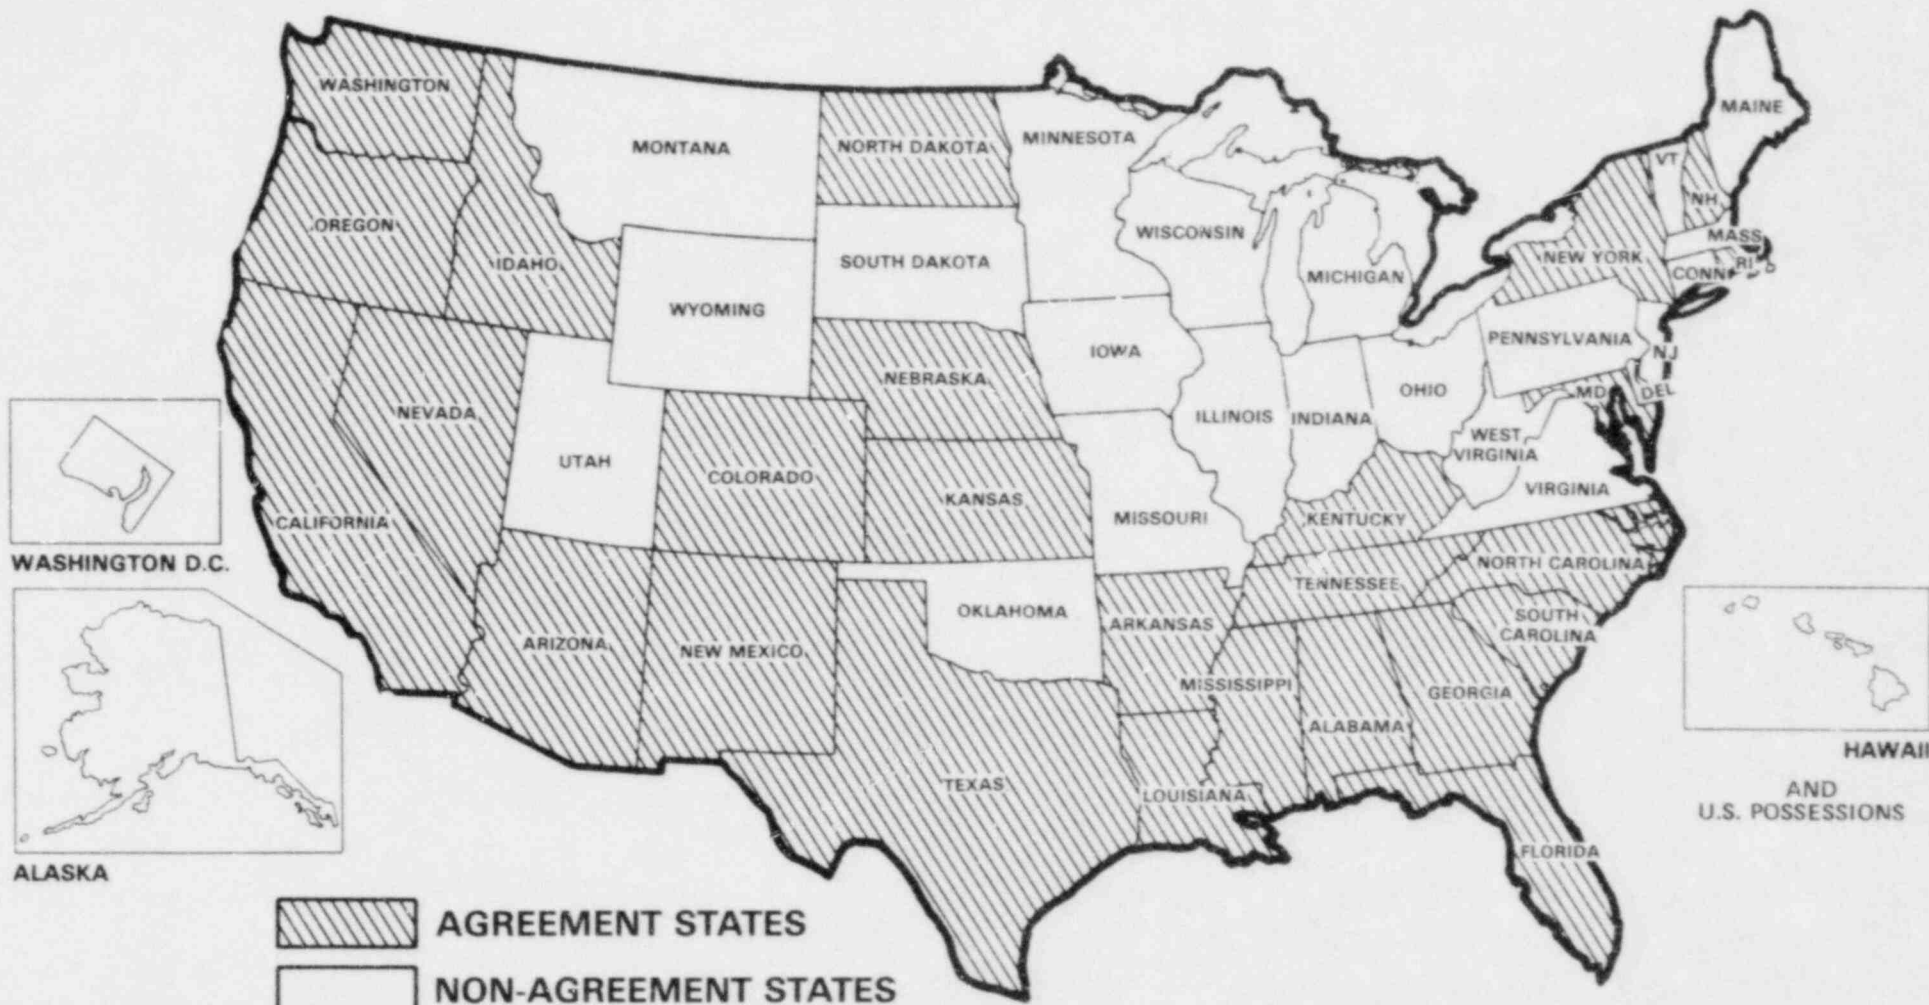 WASHINGTON
MONTANA
NORTH DAKOTA
MINNESOTA
MAINE
VT
NH
OREGON
IDAHO
WISCONSIN
MASS
NEW YORK
CONN
RI
SOUTH DAKOTA
MICHIGAN
WYOMING
PENNSYLVANIA
NJ
IOWA
NEBRASKA
OHIO
MD
DEL
NEVADA
ILLINOIS
INDIANA
WEST
VIRGINIA
UTAH
COLORADO
KANSAS
VIRGINIA
CALIFORNIA
MISSOURI
KENTUCKY
WASHINGTON D.C.
NORTH CAROLINA
TENNESSEE
OKLAHOMA
ARKANSAS
SOUTH
CAROLINA
ARIZONA
NEW MEXICO
MISSISSIPPI
GEORGIA
ALABAMA
HAWAII
AND
U.S. POSSESSIONS
TEXAS
LOUISIANA
FLORIDA
ALASKA
AGREEMENT STATES
NON-AGREEMENT STATES